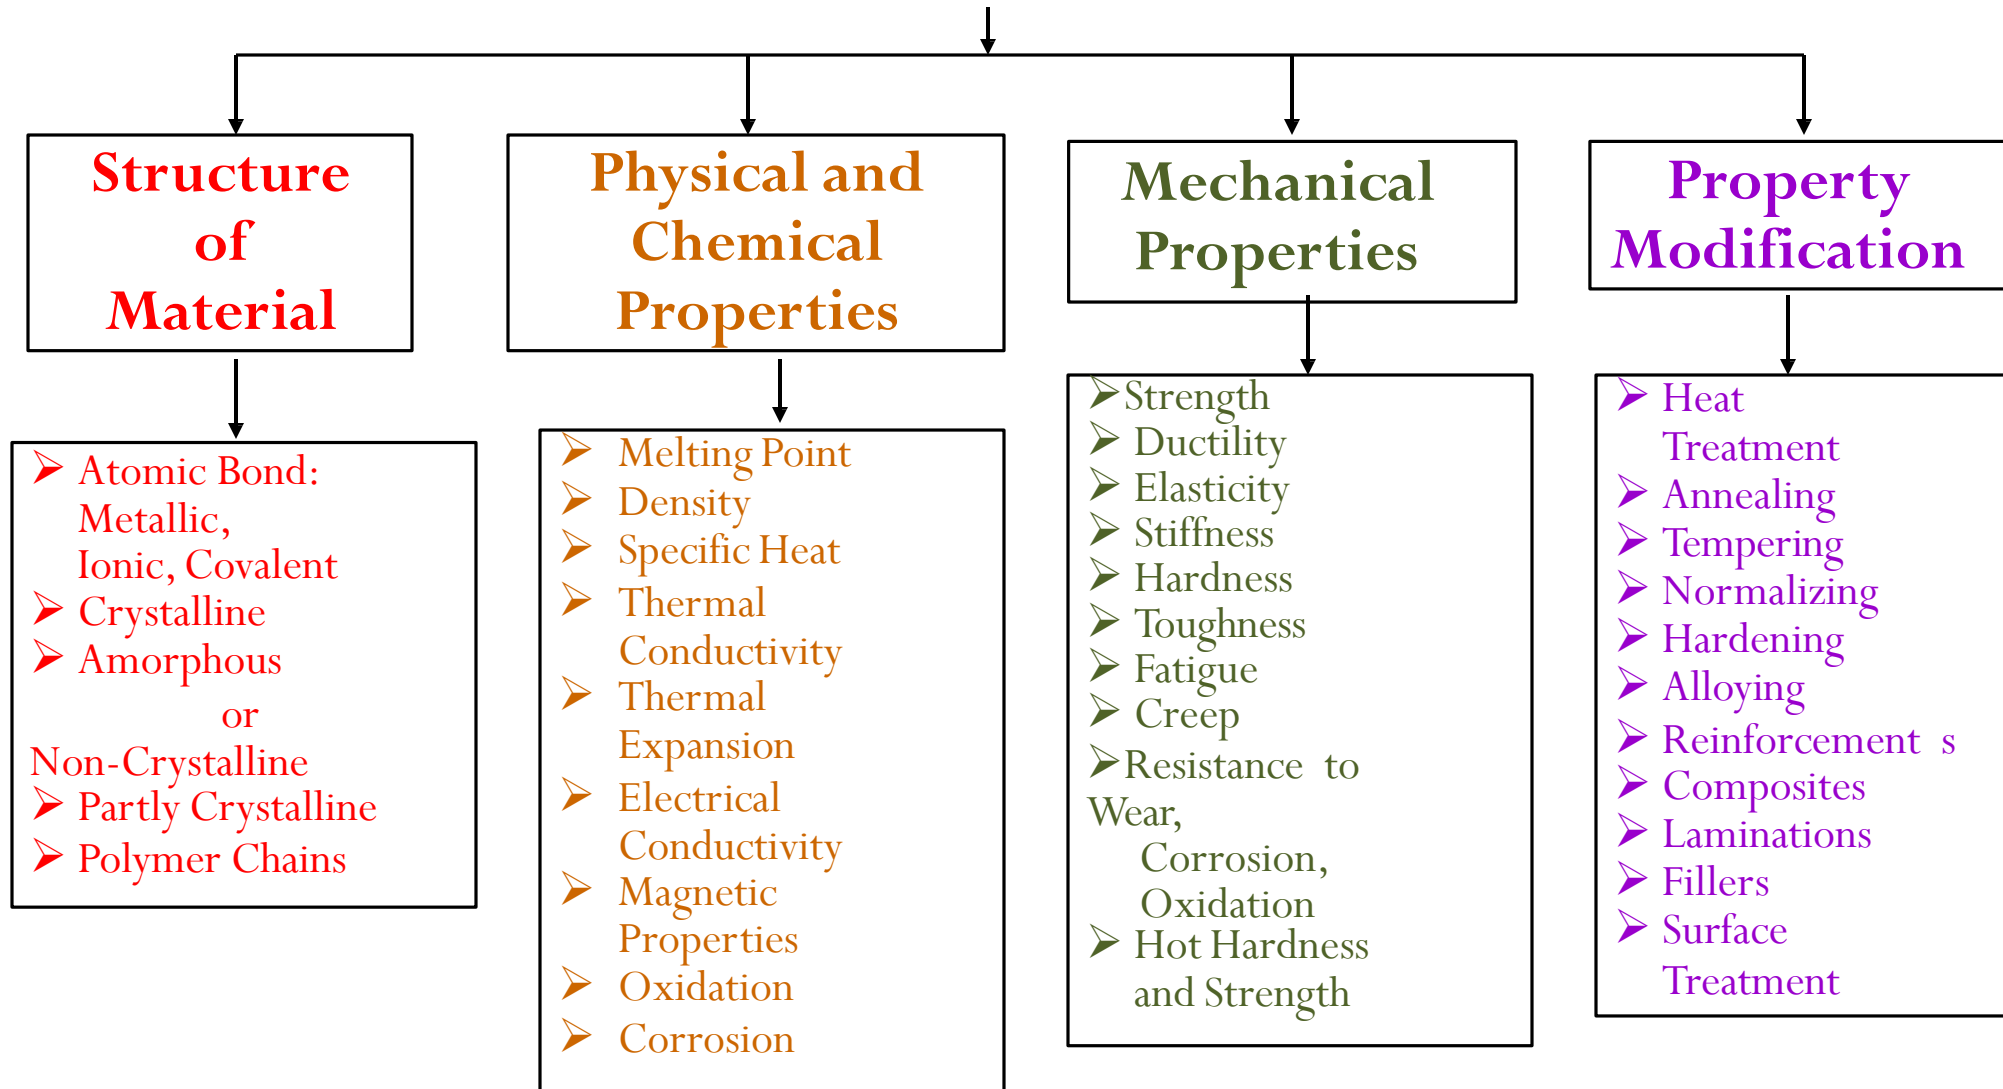 Structure
of
Material
Physical and
Chemical
Properties
Mechanical
Properties
Property
Modification
➢ Atomic Bond:
Metallic,
Ionic, Covalent
➢ Crystalline
➢ Amorphous
or
Non-Crystalline
➢ Partly Crystalline
➢ Polymer Chains
➢ Melting Point
➢ Density
➢ Specific Heat
➢ Thermal
Conductivity
➢ Thermal
Expansion
➢ Electrical
Conductivity
➢ Magnetic
Properties
➢ Oxidation
➢ Corrosion
➢Strength
➢ Ductility
➢ Elasticity
➢ Stiffness
➢ Hardness
➢ Toughness
➢ Fatigue
➢ Creep
➢Resistance to
Wear,
Corrosion,
Oxidation
➢ Hot Hardness
and Strength
➢ Heat
Treatment
➢ Annealing
➢ Tempering
➢ Normalizing
➢ Hardening
➢ Alloying
➢ Reinforcement s
➢ Composites
➢ Laminations
➢ Fillers
➢ Surface
Treatment